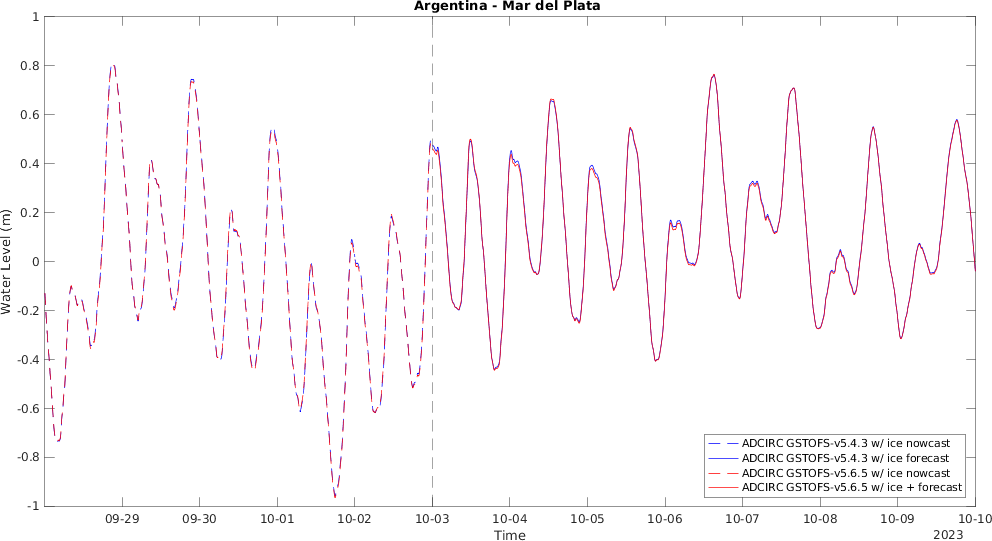 Argentina - Mar del Plata
1
0.8
0.6
0.4
0.2
0
-0.2
-0.4
-0.6
-0.8
-1
Water Level (m)
ADCIRC GSTOFS-v5.4.3 w/ ice nowcast
ADCIRC GSTOFS-v5.4.3 w/ ice forecast
ADCIRC GSTOFS-v5.6.5 w/ ice nowcast
ADCIRC GSTOFS-v5.6.5 w/ ice + forecast
09-29 09-30 10-01 10-02 10-03 10-04 10-05 10-06 10-07 10-08 10-09 10-10
Time
2023